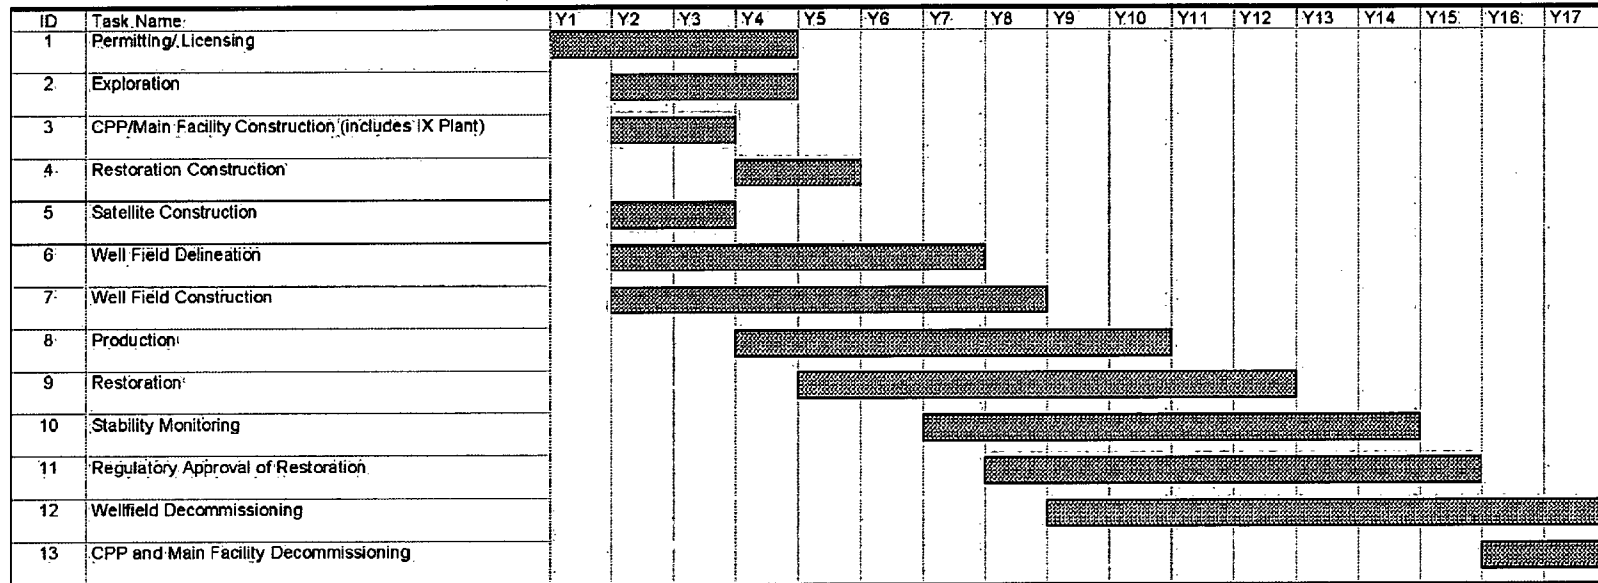 ID Task Name Y1 Y2 Y3 Y4 Y5 Y6 Y7 Y8 Y9 Y10 Y11 Y12 Y13 Y14 Y15 Y16 Y17
1 Permitting/Licensing
2 Exploration
3 CPP/Main Facility Construction (includes IX Plant)
4 Restoration Construction
5 Satellite Construction
6 Well Field Delineation
7 Well Field Construction
8 Production
9 Restoration
10 Stability Monitoring
11 Regulatory Approval of Restoration
12 Wellfield Decommissioning
13 CPP and Main Facility Decommissioning